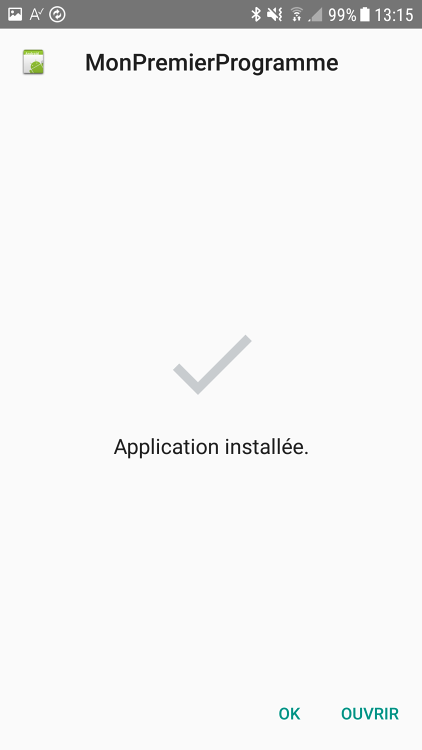 99% 13:15
MonPremierProgramme
Application installée.
OK OUVRIR